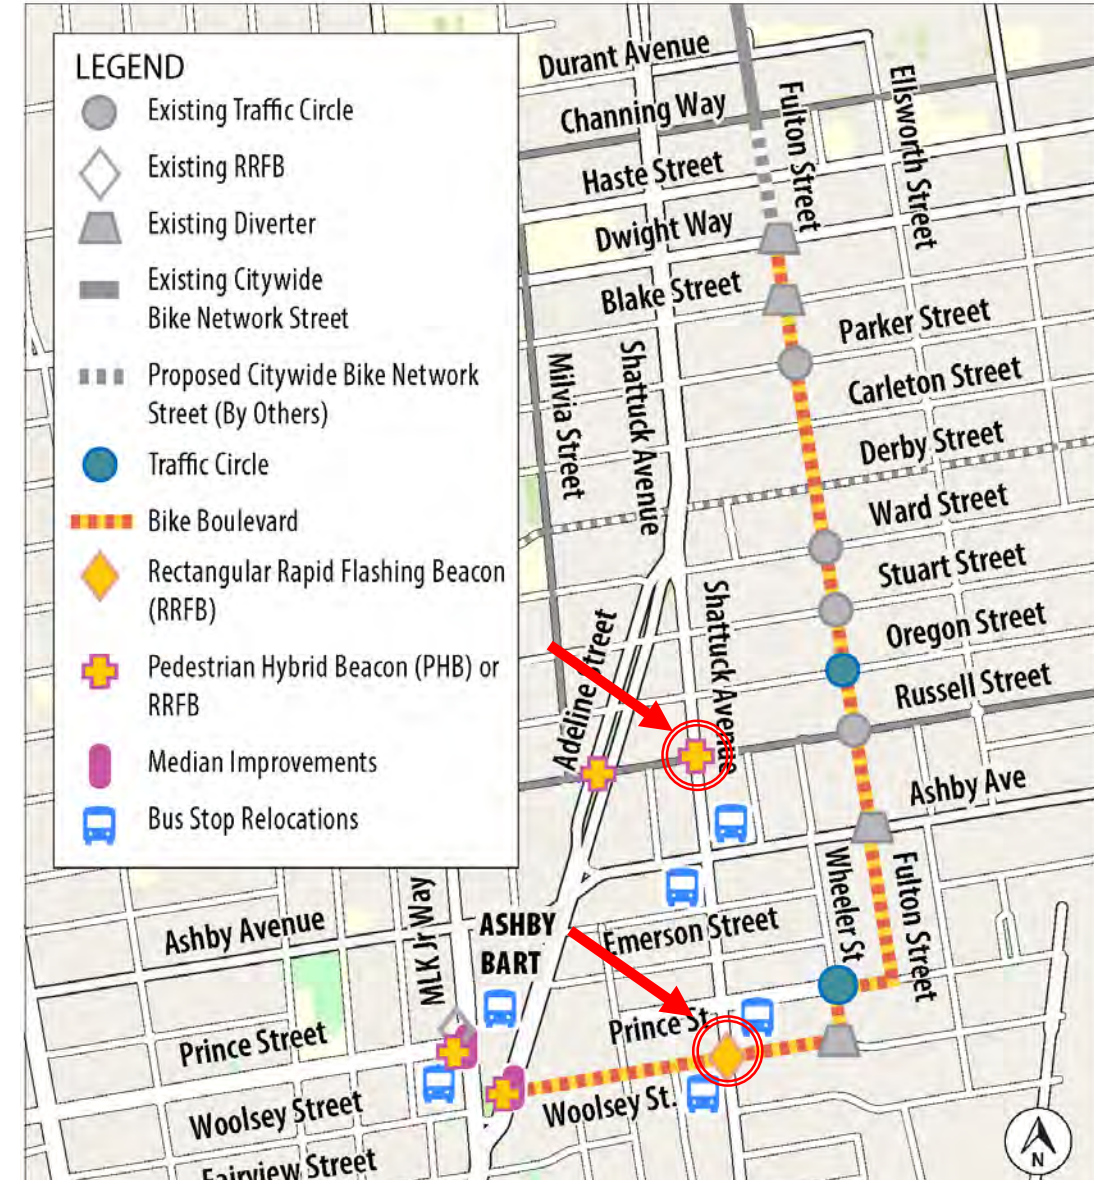 LEGEND
Existing Traffic Circle
Existing RRFB
Existing Diverter
Existing Citywide
Bike Network Street
Proposed Citywide Bike Network
Street (By Others)
Traffic Circle
Bike Boulevard
Rectangular Rapid Flashing Beacon
(RRFB)
Pedestrian Hybrid Beacon (PHB) or
RRFB
Median Improvements
Bus Stop Relocations
Durant Avenue
Channing Way
Haste Street
Dwight Way
Blake Street
Fulton Street
Ellsworth Street
Parker Street
Carleton Street
Derby Street
Ward Street
Stuart Street
Oregon Street
Russell Street
Milvia Street
Shattuck Avenue
Adeline Street
Shattuck Avenue
Ashby Ave
Wheeler St
Fulton Street
Ashby Avenue
MLK Jr Way
ASHBY
BART
Emerson Street
Prince Street
Prince St.
Woolsey Street
Woolsey St.
Fairview Street
N